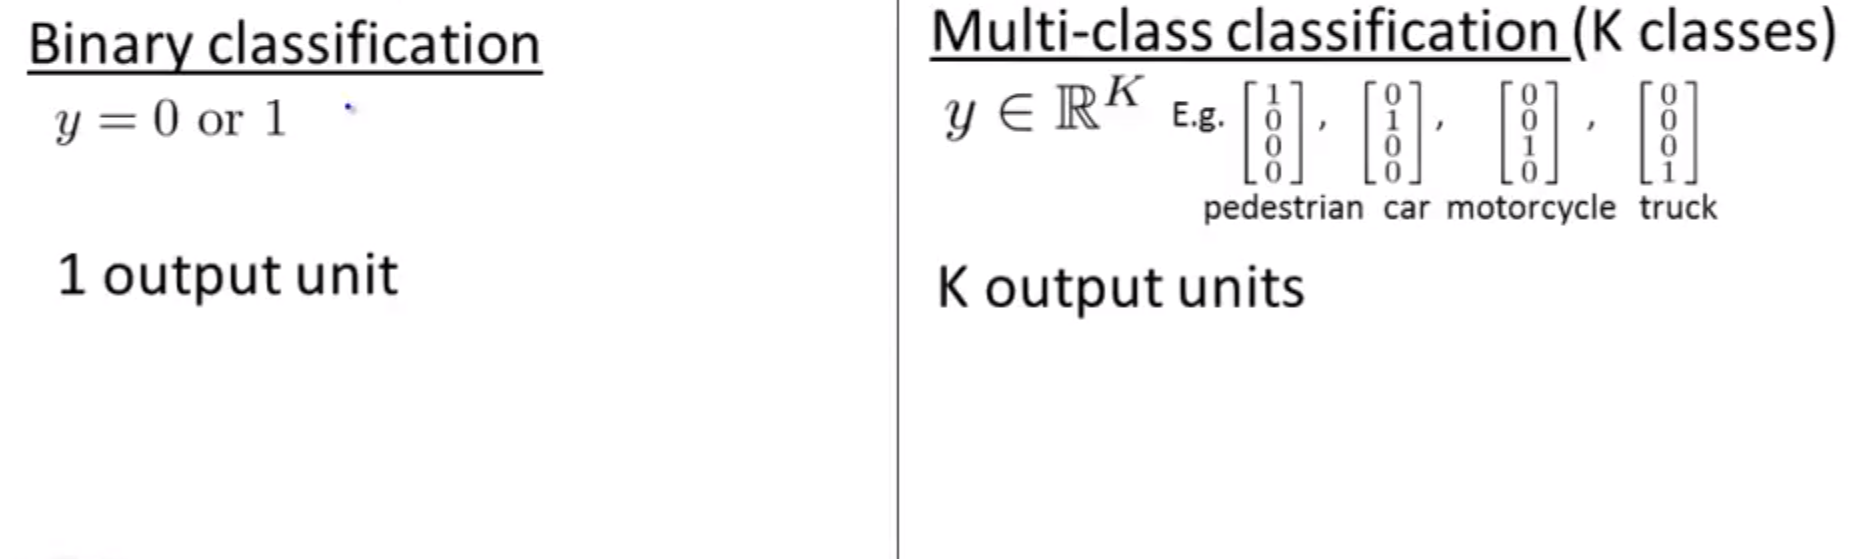 Binary classification
y = 0 or 1
1 output unit
Multi-class classification (K classes)
y ∈ ℝ^K E.g. [1 0 0 0], [0 1 0 0], [0 0 1 0], [0 0 0 1]
pedestrian car motorcycle truck
K output units